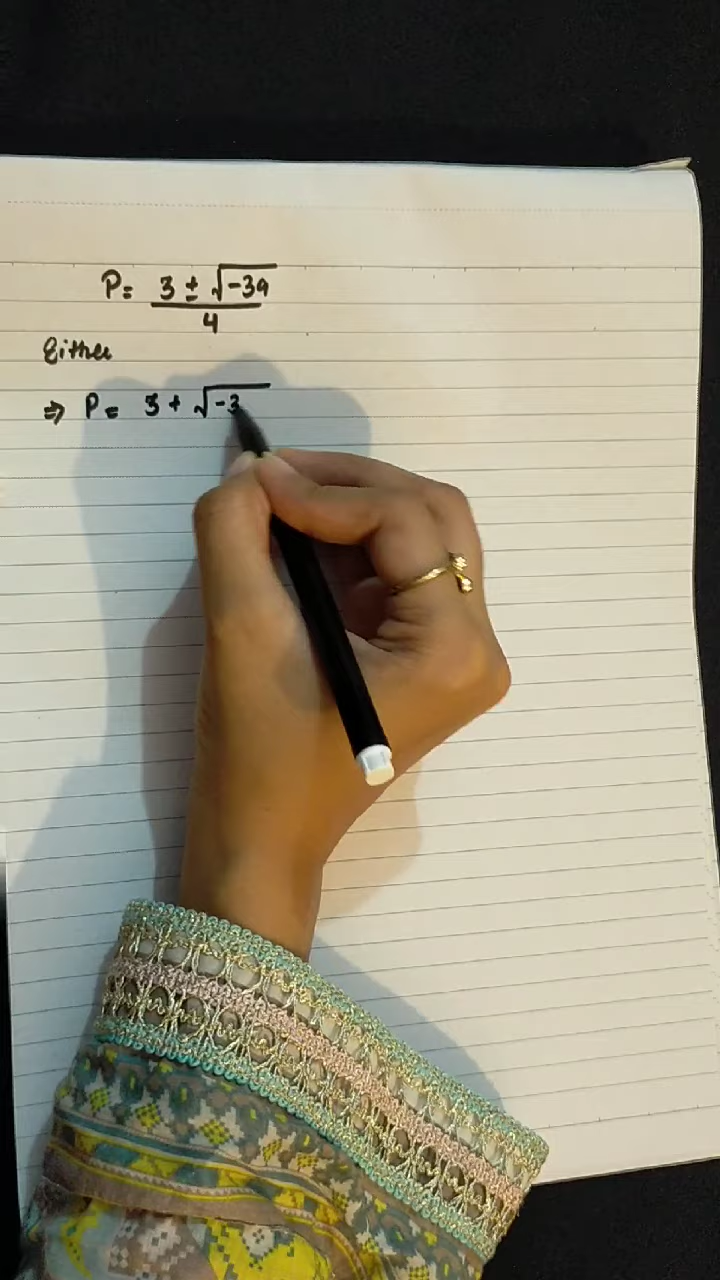 P = 3 ± √-39 / 4
Either
⇒ P = 3 + √-3